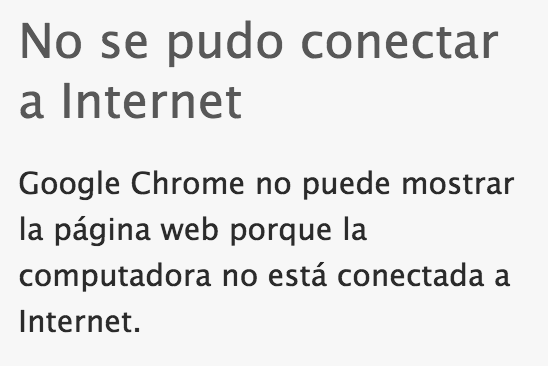 No se pudo conectar
a Internet
Google Chrome no puede mostrar
la página web porque la
computadora no está conectada a
Internet.